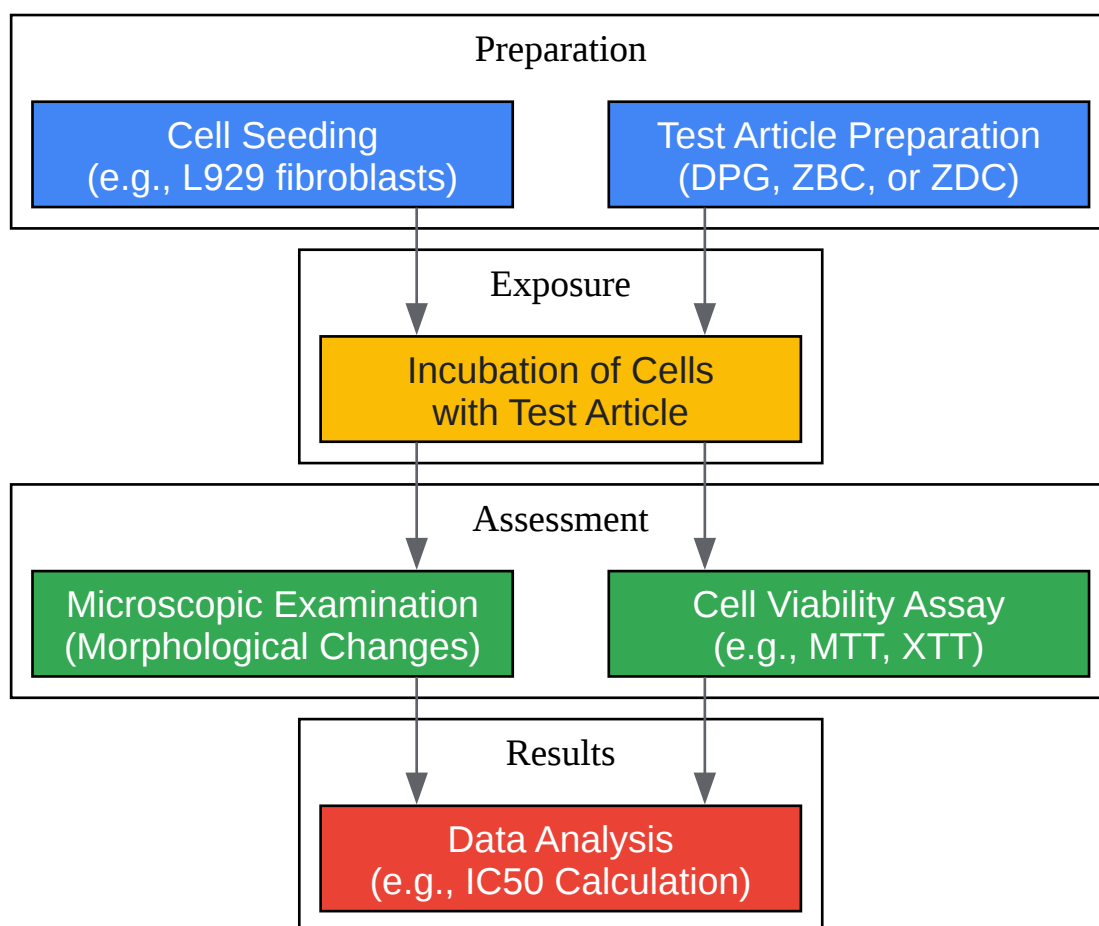 Preparation
Cell Seeding
(e.g., L929 fibroblasts)
Test Article Preparation
(DPG, ZBC, or ZDC)
Exposure
Incubation of Cells
with Test Article
Assessment
Microscopic Examination
(Morphological Changes)
Cell Viability Assay
(e.g., MTT, XTT)
Results
Data Analysis
(e.g., IC50 Calculation)